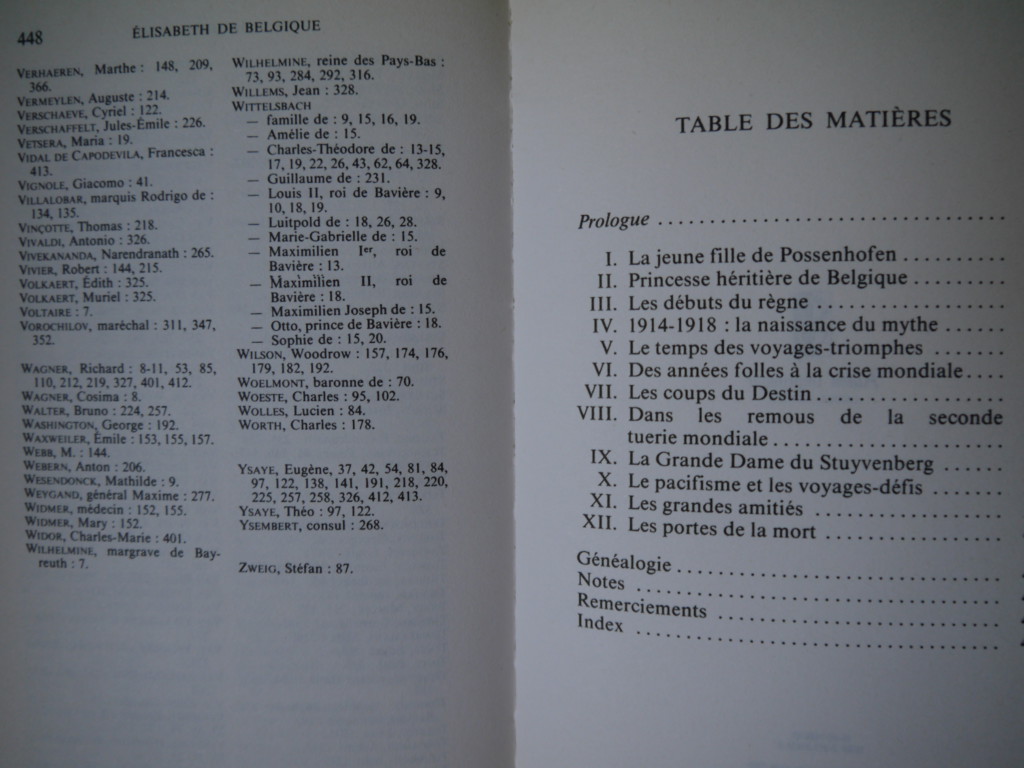 448
ÉLISABETH DE BELGIQUE
VERHAEREN, Marthe : 148, 209,
366.
VERMEYLEN, Auguste : 214.
VERSCHAEVE, Cyriel : 122.
VERSCHAFFELT, Jules-Émile : 226.
VETSERA, Maria : 19.
VIDAL DE CAPODEVILA, Francesca :
413.
VIGNOLE, Giacomo : 41.
VILLALOBAR, marquis Rodrigo de :
134, 135.
VINÇOTTE, Thomas : 218.
VIVALDI, Antonio : 326.
VIVEKANANDA, Narendranath : 265.
VIVIER, Robert : 144, 215.
VOLKAERT, Édith : 325.
VOLKAERT, Muriel : 325.
VOLTAIRE : 7.
VOROCHILOV, maréchal : 311, 347,
352.
WAGNER, Richard : 8-11, 53, 85,
110, 212, 219, 327, 401, 412.
WAGNER, Cosima : 8.
WALTER, Bruno : 224, 257.
WASHINGTON, George : 192.
WAXWEILER, Émile : 153, 155, 157.
WEBB, M. : 144.
WEBERN, Anton : 206.
WESENDONCK, Mathilde : 9.
WEYGAND, général Maxime : 277.
WIDMER, médecin : 152, 155.
WIDMER, Mary : 152.
WIDOR, Charles-Marie : 401.
WILHELMINE, margrave de Bay-
reuth : 7.
WILHELMINE, reine des Pays-Bas :
73, 93, 284, 292, 316.
WILLEMS, Jean : 328.
WITTELSBACH
— famille de : 9, 15, 16, 19.
— Amélie de : 15.
— Charles-Théodore de : 13-15,
17, 19, 22, 26, 43, 62, 64, 328.
— Guillaume de : 231.
— Louis II, roi de Bavière : 9,
10, 18, 19.
— Luitpold de : 18, 26, 28.
— Marie-Gabrielle de : 15.
— Maximilien Ier, roi de
Bavière : 13.
— Maximilien II, roi de
Bavière : 18.
— Maximilien Joseph de : 15.
— Otto, prince de Bavière : 18.
— Sophie de : 15, 20.
WILSON, Woodrow : 157, 174, 176,
179, 182, 192.
WOELMONT, baronne de : 70.
WOESTE, Charles : 95, 102.
WOLLES, Lucien : 84.
WORTH, Charles : 178.
YSAYE, Eugène, 37, 42, 54, 81, 84,
97, 122, 138, 141, 191, 218, 220,
225, 257, 258, 326, 412, 413.
YSAYE, Théo : 97, 122.
YSEMBERT, consul : 268.
ZWEIG, Stéfan : 87.
TABLE DES MATIÈRES
Prologue ..............................
I. La jeune fille de Possenhofen ..........
II. Princesse héritière de Belgique .........
III. Les débuts du règne ..................
IV. 1914-1918 : la naissance du mythe ......
V. Le temps des voyages-triomphes .......
VI. Des années folles à la crise mondiale....
VII. Les coups du Destin ..................
VIII. Dans les remous de la seconde
tuerie mondiale ......................
IX. La Grande Dame du Stuyvenberg ......
X. Le pacifisme et les voyages-défis .......
XI. Les grandes amitiés ..................
XII. Les portes de la mort .................
Généalogie ..............................
Notes ..................................
Remerciements ..........................
Index ..................................